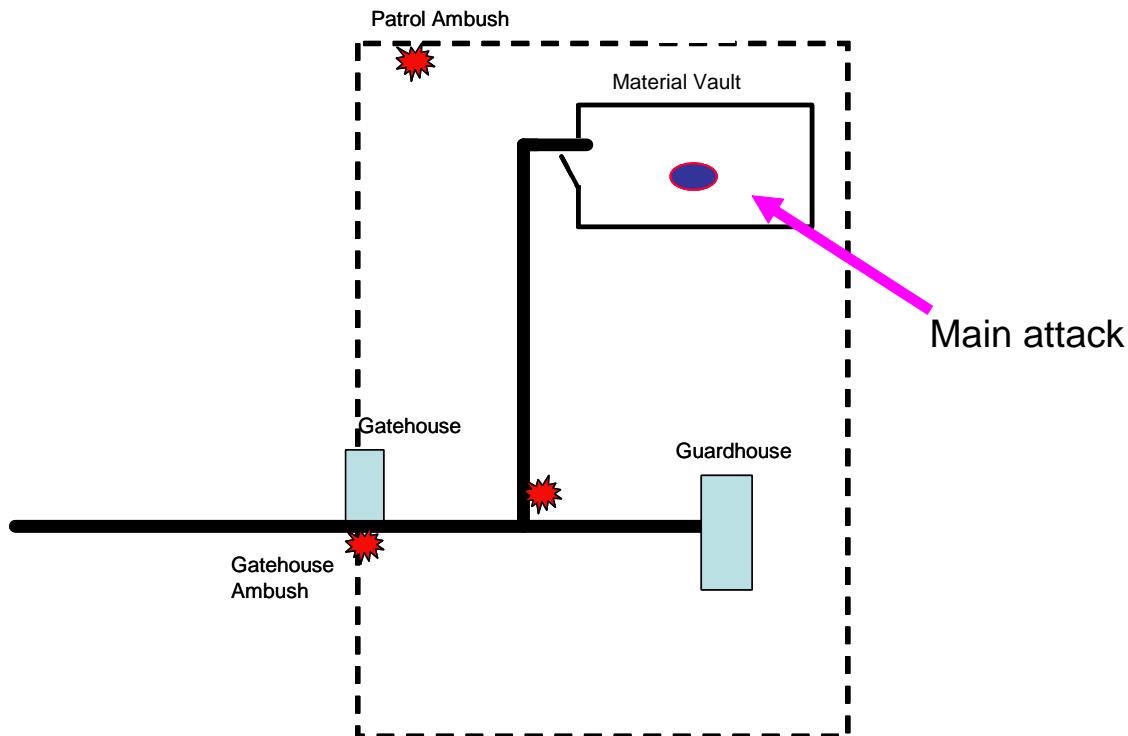 Patrol Ambush
Material Vault
Main attack
Gatehouse
Guardhouse
Gatehouse
Ambush